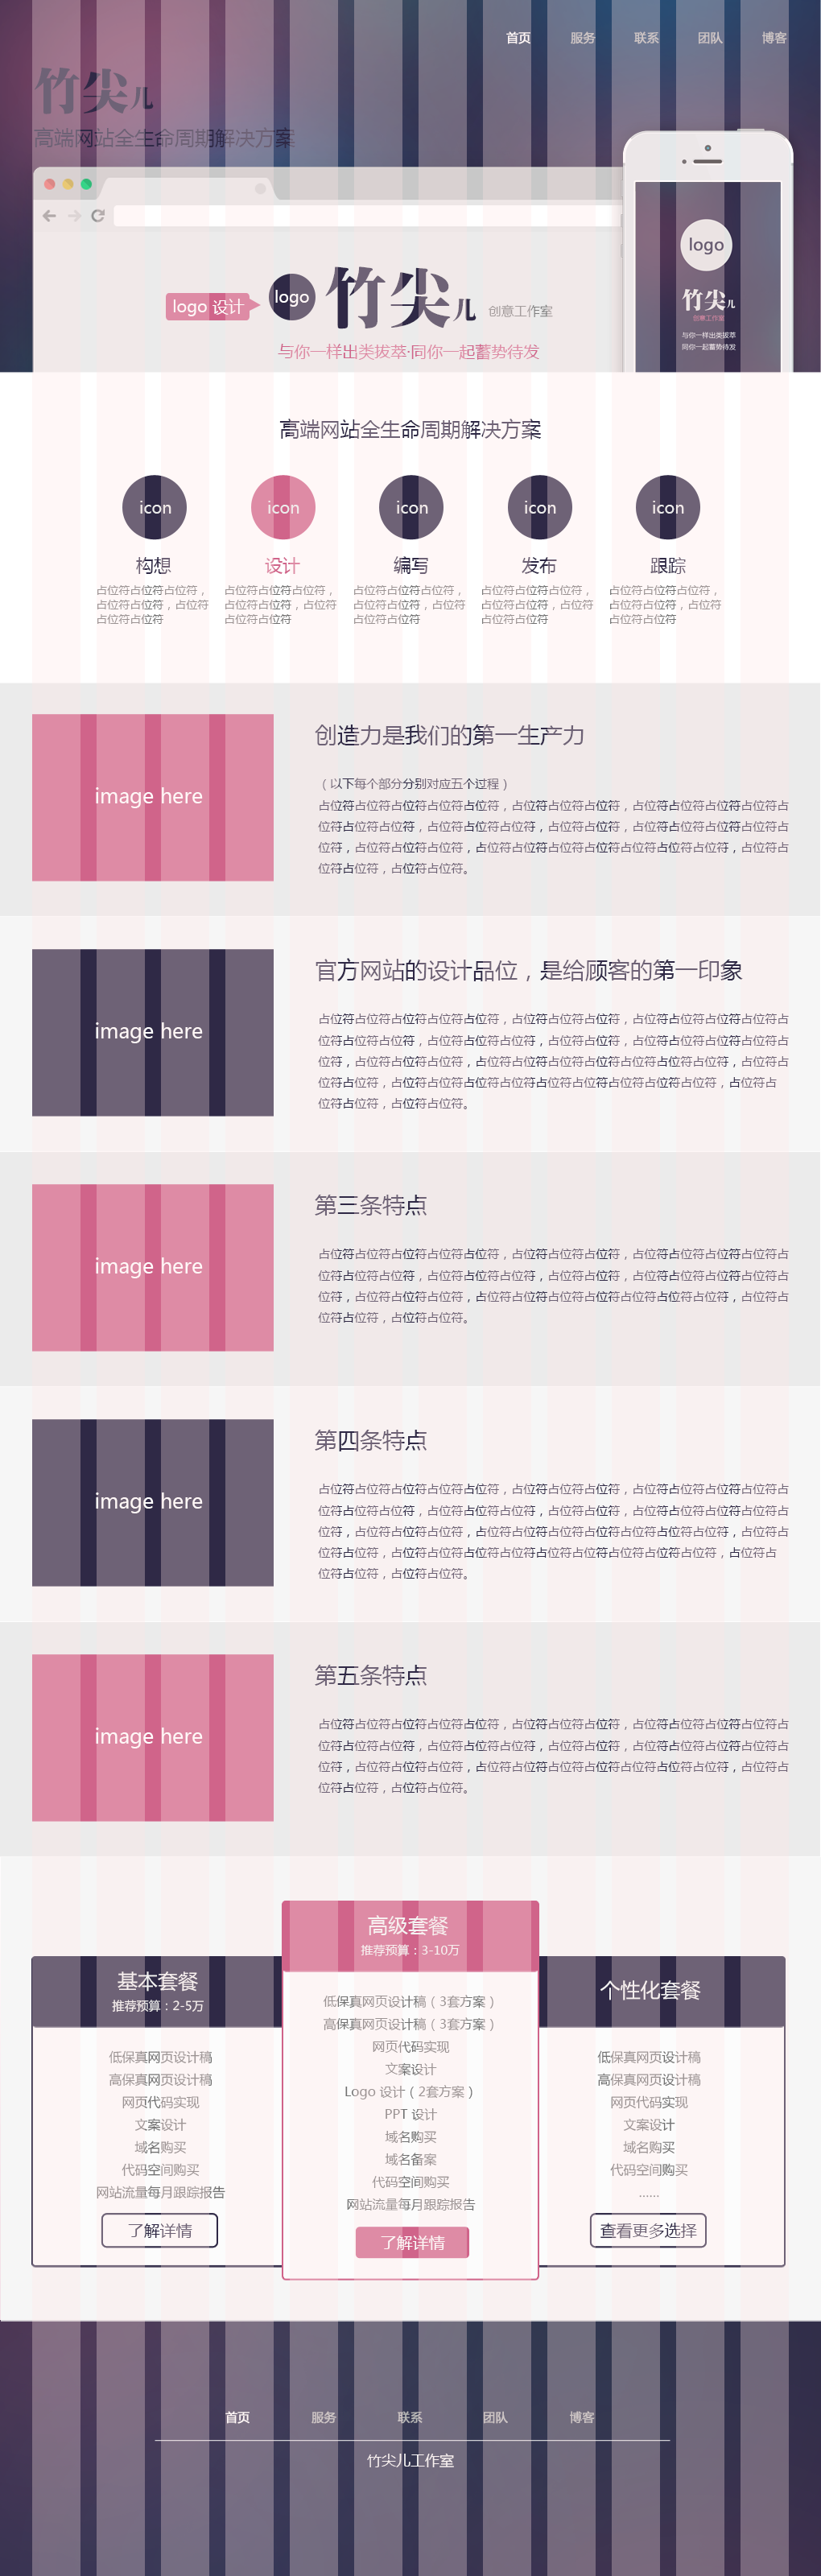 首页 服务 联系 团队 博客
竹尖儿
高端网站全生命周期解决方案
logo 设计
logo
竹尖儿
创意工作室
与你一样出类拔萃·同你一起蓄势待发
logo
竹尖儿
创意工作室
与你一样出类拔萃
同你一起蓄势待发
高端网站全生命周期解决方案
icon icon icon icon icon
构想 设计 编写 发布 跟踪
占位符占位符占位符，
占位符占位符，占位符
占位符占位符
占位符占位符占位符，
占位符占位符，占位符
占位符占位符
占位符占位符占位符，
占位符占位符，占位符
占位符占位符
占位符占位符占位符，
占位符占位符，占位符
占位符占位符
占位符占位符占位符，
占位符占位符，占位符
占位符占位符
image here
创造力是我们的第一生产力
（以下每个部分分别对应五个过程）
占位符占位符占位符占位符占位符，占位符占位符占位符，占位符占位符占位符占位符占
位符占位符占位符，占位符占位符占位符，占位符占位符，占位符占位符占位符占位符占
位符，占位符占位符占位符，占位符占位符占位符占位符占位符占位符占位符，占位符占
位符占位符，占位符占位符。
image here
官方网站的设计品位，是给顾客的第一印象
占位符占位符占位符占位符占位符，占位符占位符占位符，占位符占位符占位符占位符占
位符占位符占位符，占位符占位符占位符，占位符占位符，占位符占位符占位符占位符占
位符，占位符占位符占位符，占位符占位符占位符占位符占位符占位符占位符，占位符占
位符占位符，占位符占位符占位符占位符占位符占位符占位符占位符占位符，占位符占
位符占位符，占位符占位符。
image here
第三条特点
占位符占位符占位符占位符占位符，占位符占位符占位符，占位符占位符占位符占位符占
位符占位符占位符，占位符占位符占位符，占位符占位符，占位符占位符占位符占位符占
位符，占位符占位符占位符，占位符占位符占位符占位符占位符占位符占位符，占位符占
位符占位符，占位符占位符。
image here
第四条特点
占位符占位符占位符占位符占位符，占位符占位符占位符，占位符占位符占位符占位符占
位符占位符占位符，占位符占位符占位符，占位符占位符，占位符占位符占位符占位符占
位符，占位符占位符占位符，占位符占位符占位符占位符占位符占位符占位符，占位符占
位符占位符，占位符占位符占位符占位符占位符占位符占位符占位符占位符，占位符占
位符占位符，占位符占位符。
image here
第五条特点
占位符占位符占位符占位符占位符，占位符占位符占位符，占位符占位符占位符占位符占
位符占位符占位符，占位符占位符占位符，占位符占位符，占位符占位符占位符占位符占
位符，占位符占位符占位符，占位符占位符占位符占位符占位符占位符占位符，占位符占
位符占位符，占位符占位符。
基本套餐
推荐预算：2-5万
低保真网页设计稿
高保真网页设计稿
网页代码实现
文案设计
域名购买
代码空间购买
网站流量每月跟踪报告
了解详情
高级套餐
推荐预算：3-10万
低保真网页设计稿（3套方案）
高保真网页设计稿（3套方案）
网页代码实现
文案设计
Logo 设计（2套方案）
PPT 设计
域名购买
域名备案
代码空间购买
网站流量每月跟踪报告
了解详情
个性化套餐
低保真网页设计稿
高保真网页设计稿
网页代码实现
文案设计
域名购买
代码空间购买
……
查看更多选择
首页 服务 联系 团队 博客
竹尖儿工作室